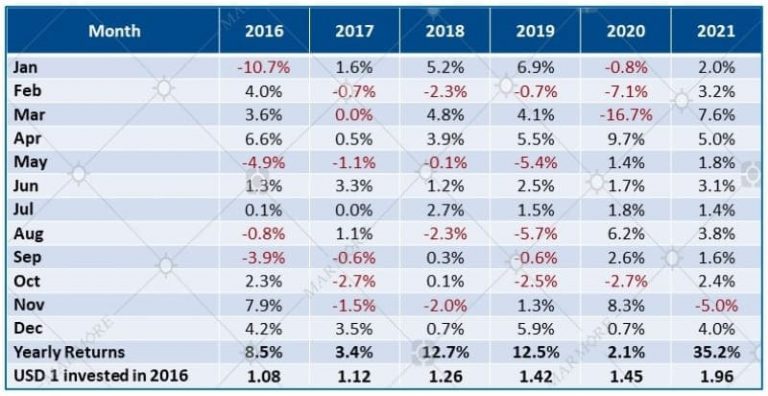 Month 2016 2017 2018 2019 2020 2021
Jan -10.7% 1.6% 5.2% 6.9% -0.8% 2.0%
Feb 4.0% -0.7% -2.3% -0.7% -7.1% 3.2%
Mar 3.6% 0.0% 4.8% 4.1% -16.7% 7.6%
Apr 6.6% 0.5% 3.9% 5.5% 9.7% 5.0%
May -4.9% -1.1% -0.1% -5.4% 1.4% 1.8%
Jun 1.3% 3.3% 1.2% 2.5% 1.7% 3.1%
Jul 0.1% 0.0% 2.7% 1.5% 1.8% 1.4%
Aug -0.8% 1.1% -2.3% -5.7% 6.2% 3.8%
Sep -3.9% -0.6% 0.3% -0.6% 2.6% 1.6%
Oct 2.3% -2.7% 0.1% -2.5% -2.7% 2.4%
Nov 7.9% -1.5% -2.0% 1.3% 8.3% -5.0%
Dec 4.2% 3.5% 0.7% 5.9% 0.7% 4.0%
Yearly Returns 8.5% 3.4% 12.7% 12.5% 2.1% 35.2%
USD 1 invested in 2016 1.08 1.12 1.26 1.42 1.45 1.96
MARMORE